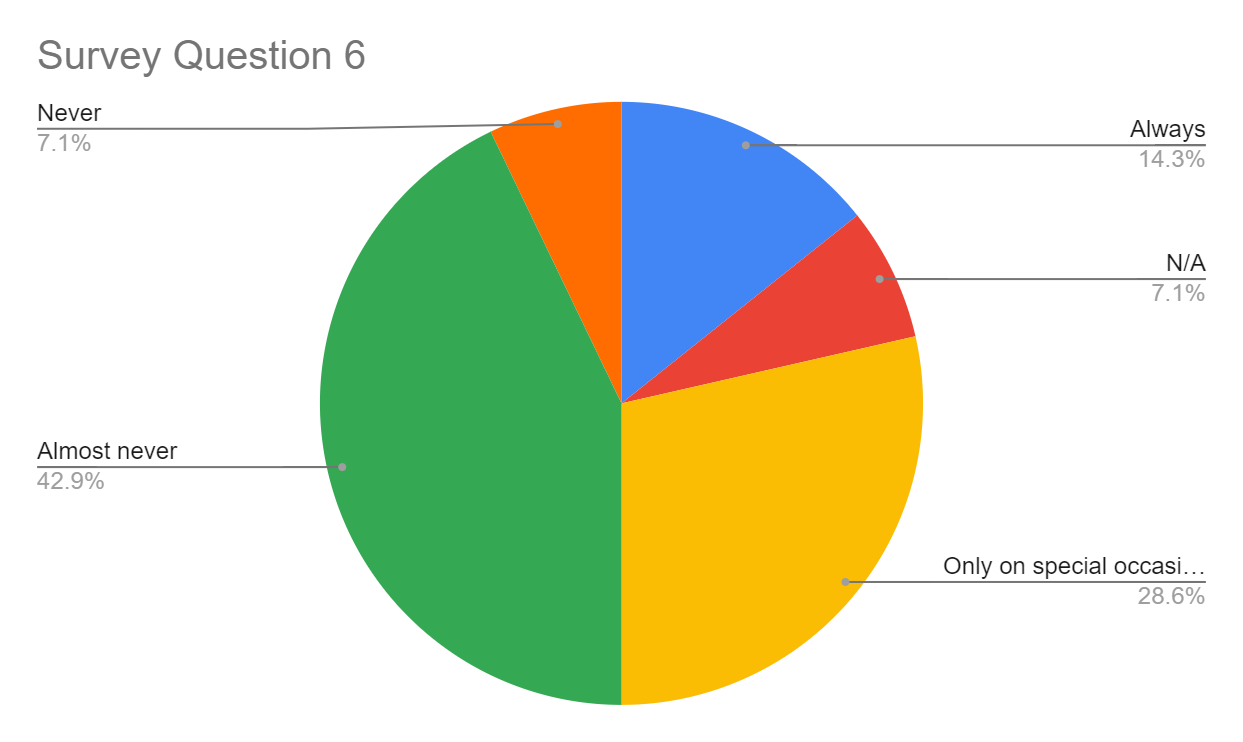 Survey Question 6
Never
7.1%
Always
14.3%
N/A
7.1%
Almost never
42.9%
Only on special occasi…
28.6%